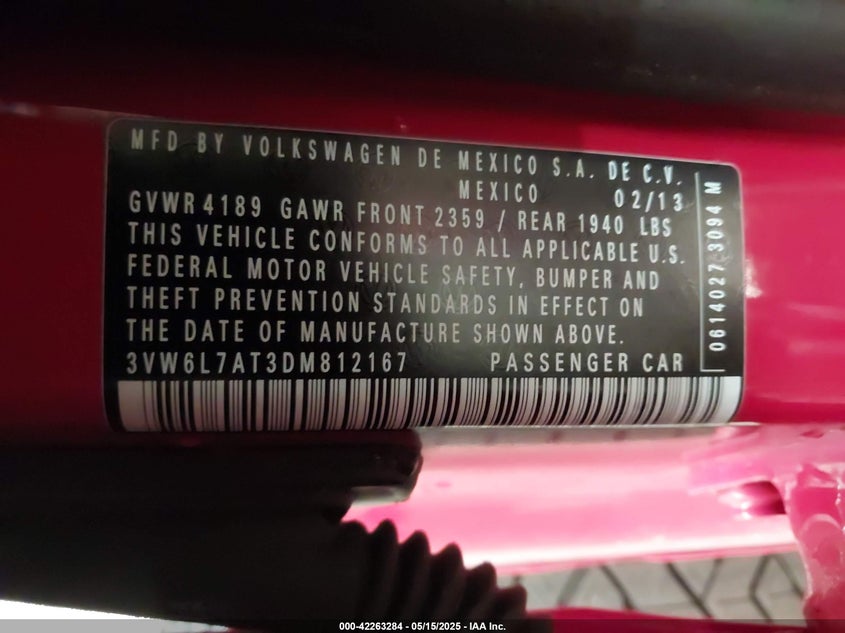 MFD BY VOLKSWAGEN DE MEXICO S.A. DE C.V.
MEXICO 02/13
GVWR 4189 GAWR FRONT 2359 / REAR 1940 LBS
THIS VEHICLE CONFORMS TO ALL APPLICABLE U.S.
FEDERAL MOTOR VEHICLE SAFETY, BUMPER AND
THEFT PREVENTION STANDARDS IN EFFECT ON
THE DATE OF MANUFACTURE SHOWN ABOVE.
3VW6L7AT3DM812167 PASSENGER CAR
061402733094 M
000-42263284 - 05/15/2025 - IAA Inc.